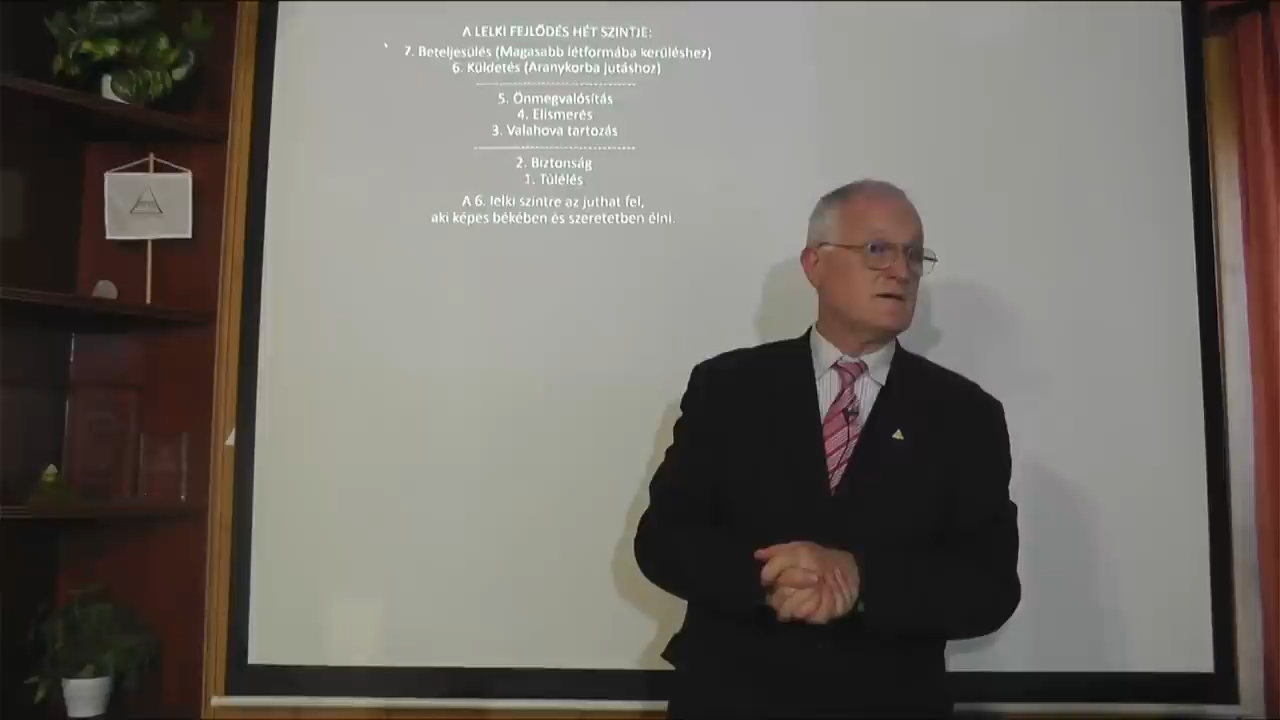 A LELKI FEJLŐDÉS HÉT SZINTJE:
7. Beteljesülés (Magasabb létformába kerüléshez)
6. Küldetés (Aranykorba jutáshoz)
5. Önmegvalósítás
4. Elismerés
3. Valahova tartozás
2. Biztonság
1. Túlélés
A 6. lelki szintre az juthat fel,
aki képes békében és szeretetben élni.